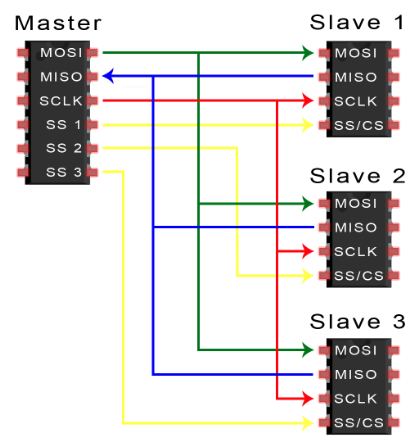 Master
MOSI
MISO
SCLK
SS 1
SS 2
SS 3
Slave 1
MOSI
MISO
SCLK
SS/CS
Slave 2
MOSI
MISO
SCLK
SS/CS
Slave 3
MOSI
MISO
SCLK
SS/CS